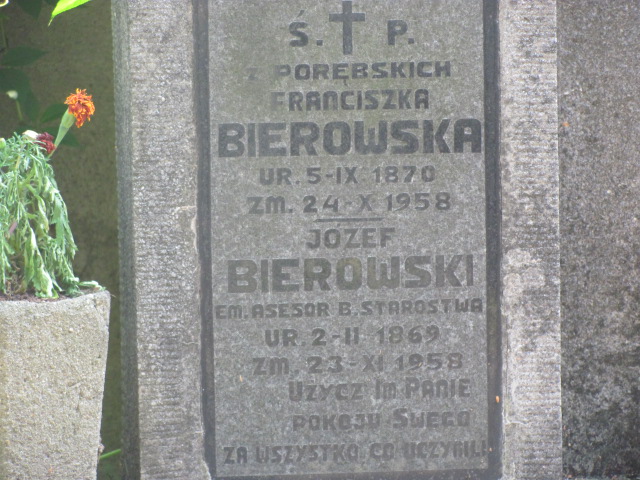 Ś. P.
Z PORĘBSKICH
FRANCISZKA
BIEROWSKA
UR. 5-IX 1870
ZM. 24-X 1958
JÓZEF
BIEROWSKI
EM. ASESOR B. STAROSTWA
UR. 2-II 1869
ZM. 23-XI 1958
UŻYCZ IM PANIE
POKOJU SWEGO
ZA WSZYSTKO, CO UCZYNILI